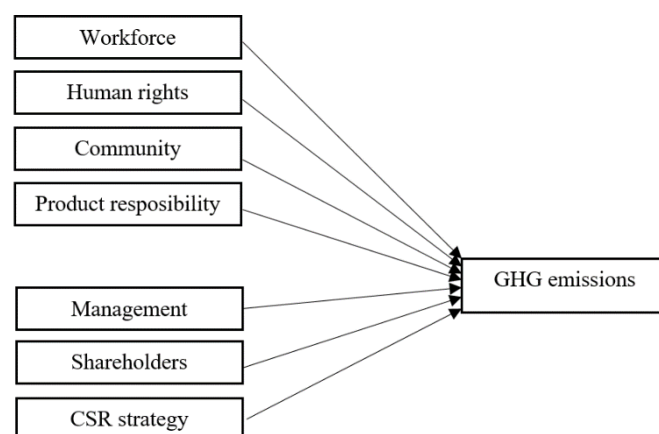 Workforce
Human rights
Community
Product resposibility
GHG emissions
Management
Shareholders
CSR strategy